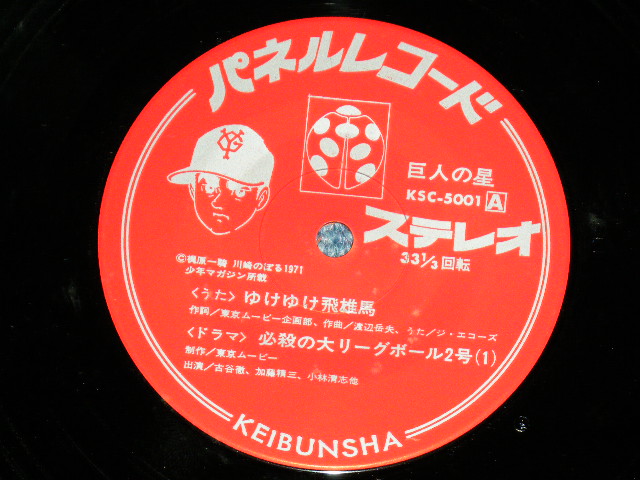 パネルレコード
YG
巨人の星
KSC-5001 A
ステレオ
33 1/3 回転
©梶原一騎 川崎のぼる1971
少年マガジン所載
〈うた〉ゆけゆけ飛雄馬
作詞/東京ムービー企画部、作曲/渡辺岳夫、うた/ジ・エコーズ
〈ドラマ〉必殺の大リーグボール2号(1)
制作/東京ムービー
出演/古谷徹、加藤精三、小林清志他
KEIBUNSHA